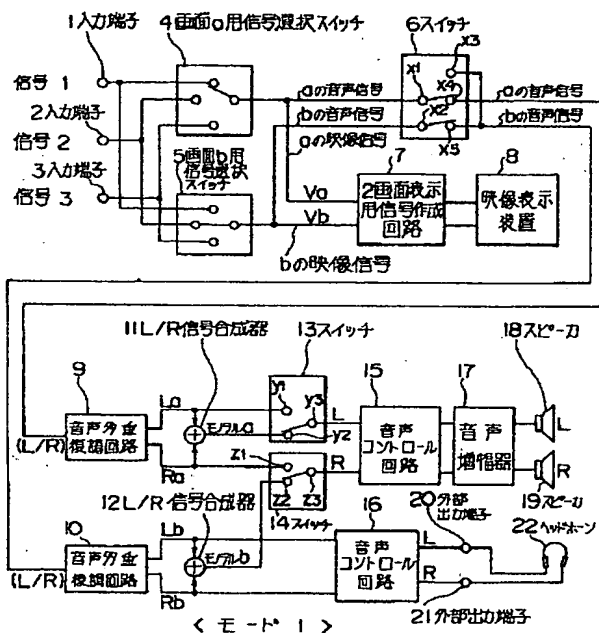 1入力端子
4画面a用信号選択スイッチ
6スイッチ
信号1
x3
x1
x4
aの音声信号
aの音声信号
2入力端子
bの音声信号
x2
bの音声信号
信号2
aの映像信号
x5
3入力端子
5画面b用信号選択スイッチ
7
8
信号3
Va
2画面表示用信号作成回路
映像表示装置
Vb
bの映像信号
11L/R信号合成器
13スイッチ
18スピーカ
9
La
y1
y3
L
15
17
L
(L/R)
音声多重復調回路
モノラルa
y2
音声コントロール回路
音声増幅器
Ra
z1
R
R
12L/R信号合成器
z2
z3
19スピーカ
10
14スイッチ
16
20外部出力端子
22ヘッドホーン
Lb
L
(L/R)
音声多重復調回路
モノラルb
音声コントロール回路
R
Rb
21外部出力端子
<モード1>